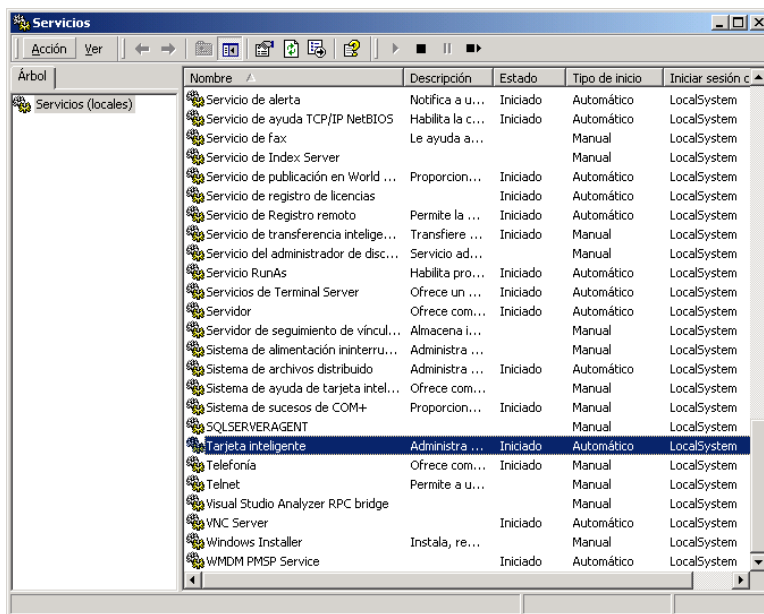 Servicios
Acción Ver
Árbol
Servicios (locales)
Nombre Descripción Estado Tipo de inicio Iniciar sesión c
Servicio de alerta Notifica a u... Iniciado Automático LocalSystem
Servicio de ayuda TCP/IP NetBIOS Habilita la c... Iniciado Automático LocalSystem
Servicio de fax Le ayuda a... Manual LocalSystem
Servicio de Index Server Manual LocalSystem
Servicio de publicación en World ... Proporcion... Iniciado Automático LocalSystem
Servicio de registro de licencias Iniciado Automático LocalSystem
Servicio de Registro remoto Permite la ... Iniciado Automático LocalSystem
Servicio de transferencia intelige... Transfiere ... Iniciado Manual LocalSystem
Servicio del administrador de disc... Servicio ad... Manual LocalSystem
Servicio RunAs Habilita pro... Iniciado Automático LocalSystem
Servicios de Terminal Server Ofrece un ... Iniciado Automático LocalSystem
Servidor Ofrece com... Iniciado Automático LocalSystem
Servidor de seguimiento de víncul... Almacena i... Manual LocalSystem
Sistema de alimentación ininterru... Administra ... Manual LocalSystem
Sistema de archivos distribuido Administra ... Iniciado Automático LocalSystem
Sistema de ayuda de tarjeta intel... Ofrece com... Manual LocalSystem
Sistema de sucesos de COM+ Proporcion... Iniciado Manual LocalSystem
SQLSERVERAGENT Manual LocalSystem
Tarjeta inteligente Administra ... Iniciado Automático LocalSystem
Telefonía Ofrece com... Iniciado Manual LocalSystem
Telnet Permite a u... Manual LocalSystem
Visual Studio Analyzer RPC bridge Manual LocalSystem
VNC Server Iniciado Automático LocalSystem
Windows Installer Instala, re... Manual LocalSystem
WMDM PMSP Service Iniciado Automático LocalSystem